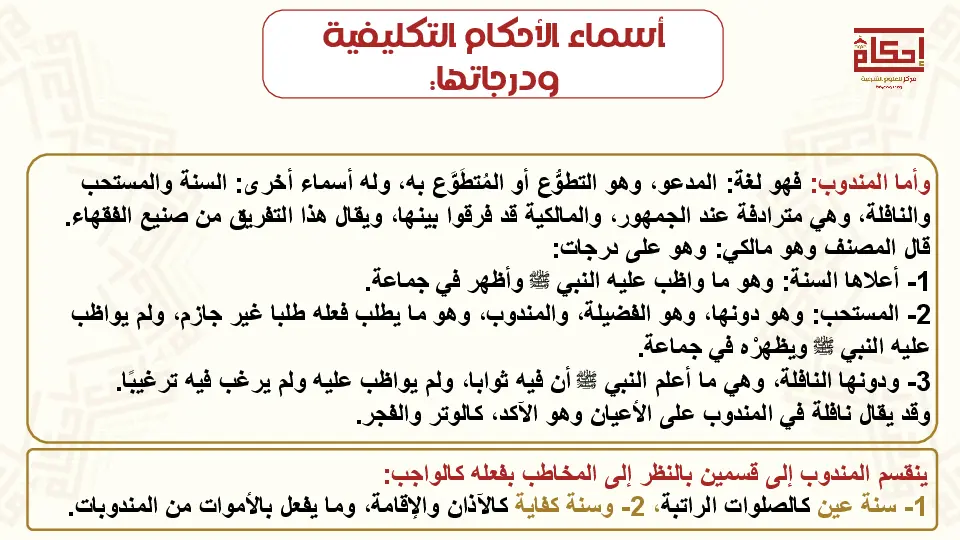 أسماء الأحكام التكليفية
ودرجاتها:
إحكام
مركز للعلوم الشرعية
وأما المندوب: فهو لغة: المدعو، وهو التطوُّع أو المُتطَوَّع به، وله أسماء أخرى: السنة والمستحب
والنافلة، وهي مترادفة عند الجمهور، والمالكية قد فرقوا بينها، ويقال هذا التفريق من صنيع الفقهاء.
قال المصنف وهو مالكي: وهو على درجات:
1- أعلاها السنة: وهو ما واظب عليه النبي ﷺ وأظهر في جماعة.
2- المستحب: وهو دونها، وهو الفضيلة، والمندوب، وهو ما يطلب فعله طلبا غير جازم، ولم يواظب
عليه النبي ﷺ ويظهرْه في جماعة.
3- ودونها النافلة، وهي ما أعلم النبي ﷺ أن فيه ثوابا، ولم يواظب عليه ولم يرغب فيه ترغيبًا.
وقد يقال نافلة في المندوب على الأعيان وهو الآكد، كالوتر والفجر.
ينقسم المندوب إلى قسمين بالنظر إلى المخاطب بفعله كالواجب:
1- سنة عين كالصلوات الراتبة، 2- وسنة كفاية كالآذان والإقامة، وما يفعل بالأموات من المندوبات.